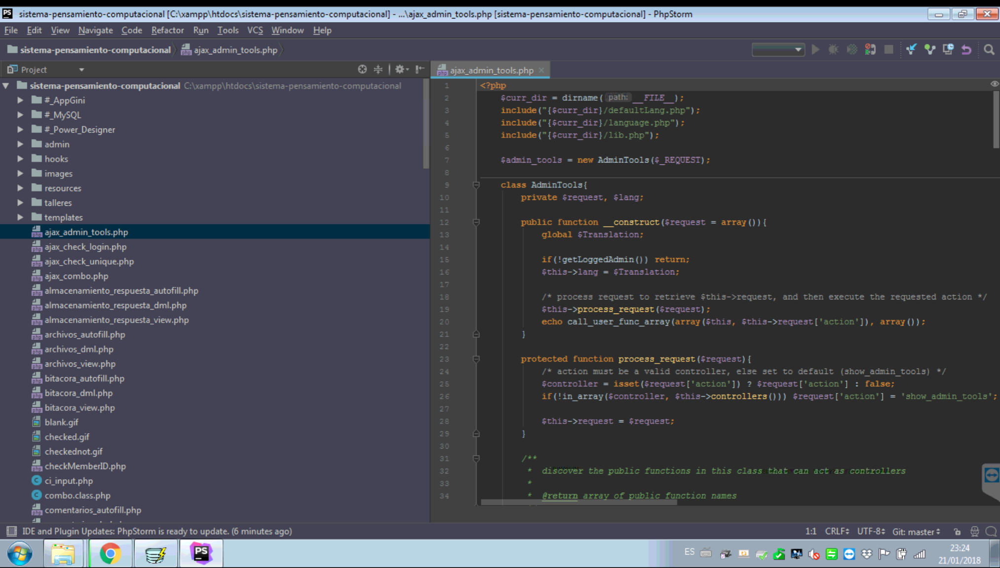 PS sistema-pensamiento-computacional [C:\xampp\htdocs\sistema-pensamiento-computacional] - ...\ajax_admin_tools.php [sistema-pensamiento-computacional] - PhpStorm
File Edit View Navigate Code Refactor Run Tools VCS Window Help
sistema-pensamiento-computacional ajax_admin_tools.php
Project
ajax_admin_tools.php
sistema-pensamiento-computacional C:\xampp\htdocs\sistema-pensamiento-computacional
#_AppGini
#_MySQL
#_Power_Designer
admin
hooks
images
resources
talleres
templates
ajax_admin_tools.php
ajax_check_login.php
ajax_check_unique.php
ajax_combo.php
almacenamiento_respuesta_autofill.php
almacenamiento_respuesta_dml.php
almacenamiento_respuesta_view.php
archivos_autofill.php
archivos_dml.php
archivos_view.php
bitacora_autofill.php
bitacora_dml.php
bitacora_view.php
blank.gif
checked.gif
checkednot.gif
checkMemberID.php
ci_input.php
combo.class.php
comentarios_autofill.php
1 <?php
2 $curr_dir = dirname( path: __FILE__);
3 include("{$curr_dir}/defaultLang.php");
4 include("{$curr_dir}/language.php");
5 include("{$curr_dir}/lib.php");
6
7 $admin_tools = new AdminTools($_REQUEST);
8
9 class AdminTools{
10 private $request, $lang;
11
12 public function __construct($request = array()){
13 global $Translation;
14
15 if(!getLoggedAdmin()) return;
16 $this->lang = $Translation;
17
18 /* process request to retrieve $this->request, and then execute the requested action */
19 $this->process_request($request);
20 echo call_user_func_array(array($this, $this->request['action']), array());
21 }
22
23 protected function process_request($request){
24 /* action must be a valid controller, else set to default (show_admin_tools) */
25 $controller = isset($request['action']) ? $request['action'] : false;
26 if(!in_array($controller, $this->controllers())) $request['action'] = 'show_admin_tools';
27
28 $this->request = $request;
29 }
30
31 /**
32 * discover the public functions in this class that can act as controllers
33 *
34 * @return array of public function names
IDE and Plugin Updates: PhpStorm is ready to update. (6 minutes ago)
1:1 CRLF UTF-8 Git: master
PS
ES
23:24
21/01/2018